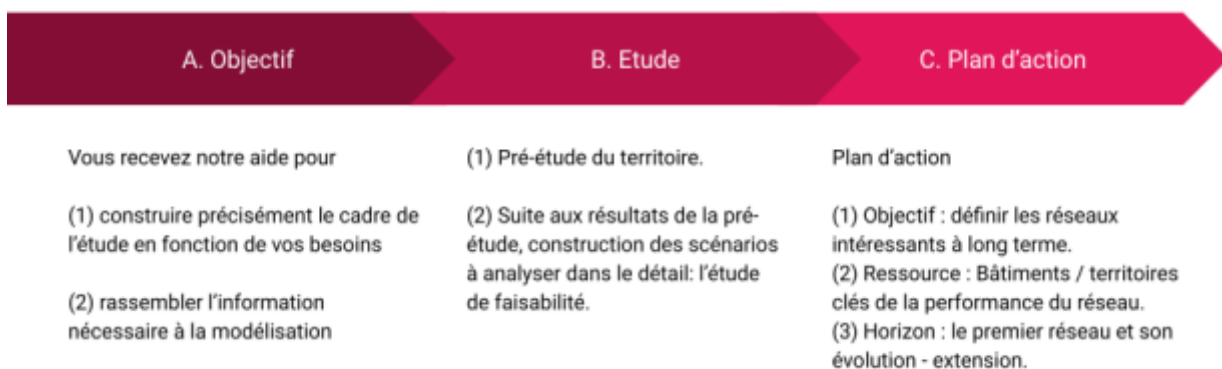 A. Objectif
B. Etude
C. Plan d'action
Vous recevez notre aide pour
(1) construire précisément le cadre de
l'étude en fonction de vos besoins
(2) rassembler l'information
nécessaire à la modélisation
(1) Pré-étude du territoire.
(2) Suite aux résultats de la pré-
étude, construction des scénarios
à analyser dans le détail: l'étude
de faisabilité.
Plan d'action
(1) Objectif : définir les réseaux
intéressants à long terme.
(2) Ressource : Bâtiments / territoires
clés de la performance du réseau.
(3) Horizon : le premier réseau et son
évolution - extension.